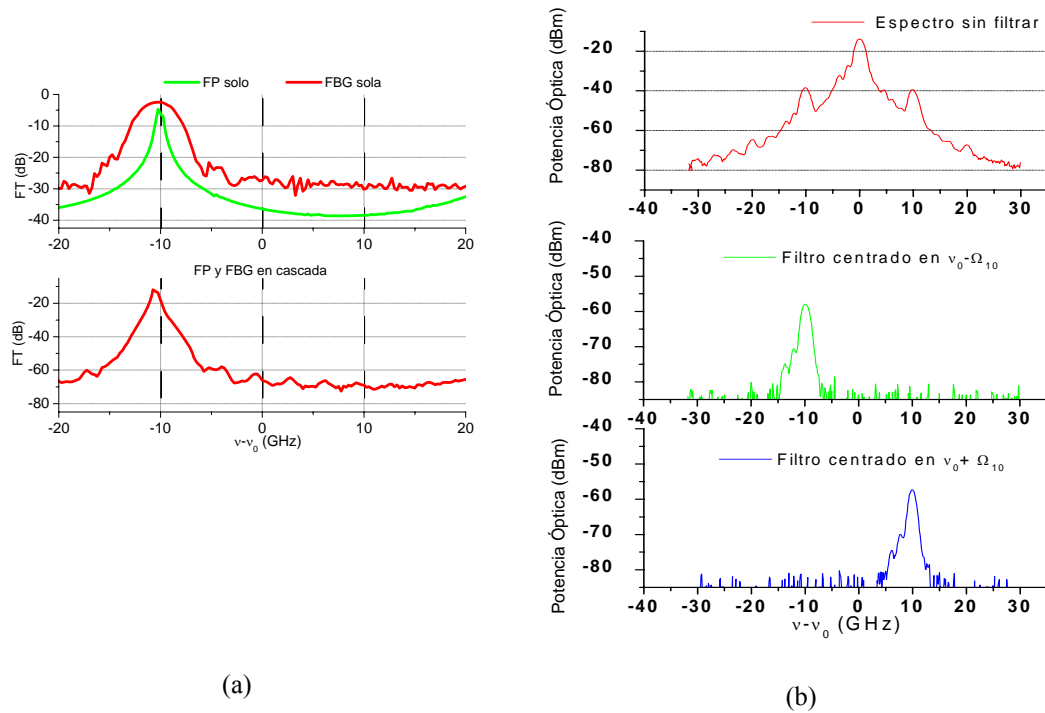 FP solo FBG sola
0
-10
-20
-30
-40
FT (dB)
-20 -10 0 10 20
FP y FBG en cascada
-20
-40
-60
-80
FT (dB)
-20 -10 0 10 20
ν-ν0 (GHz)
(a)
Espectro sin filtrar
-20
-40
-60
-80
Potencia Óptica (dBm)
-40 -30 -20 -10 0 10 20 30
-40
-50
-60
-70
-80
Potencia Óptica (dBm)
Filtro centrado en ν0-Ω10
-40 -30 -20 -10 0 10 20 30
-40
-50
-60
-70
-80
Potencia Óptica (dBm)
Filtro centrado en ν0+ Ω10
-40 -30 -20 -10 0 10 20 30
ν-ν0 (GHz)
(b)